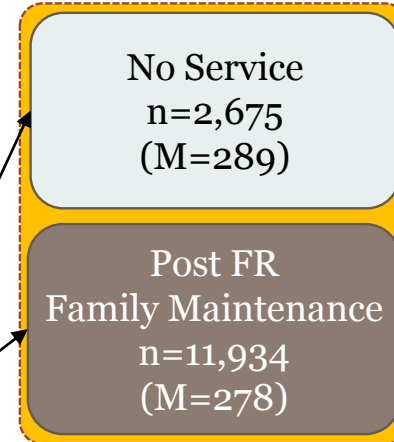 No Service
n=2,675
(M=289)
Post FR
Family Maintenance
n=11,934
(M=278)